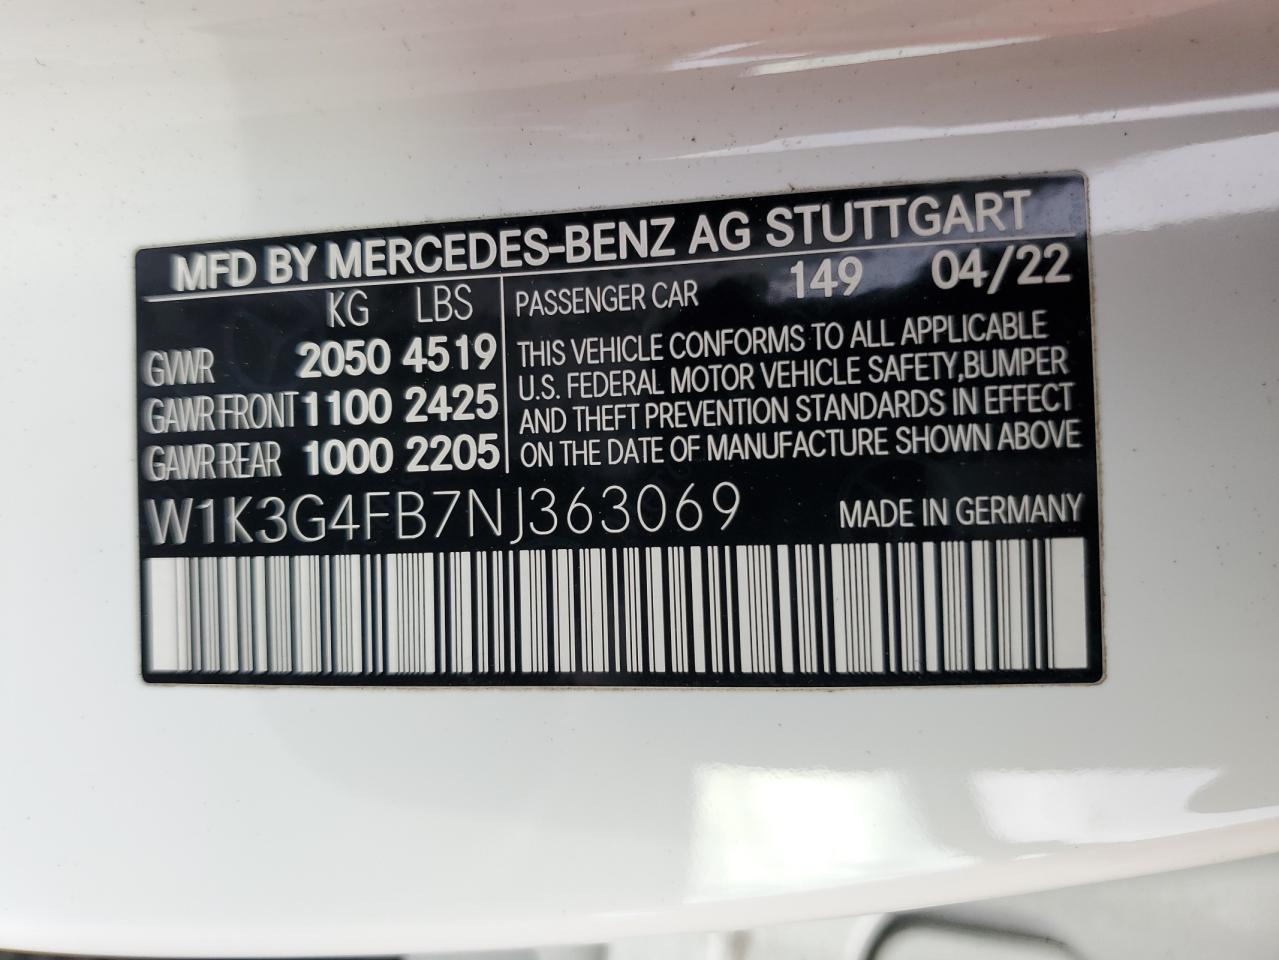 MFD BY MERCEDES-BENZ AG STUTTGART
KG LBS
GVWR 2050 4519
GAWR FRONT 1100 2425
GAWR REAR 1000 2205
PASSENGER CAR 149 04/22
THIS VEHICLE CONFORMS TO ALL APPLICABLE
U.S. FEDERAL MOTOR VEHICLE SAFETY,BUMPER
AND THEFT PREVENTION STANDARDS IN EFFECT
ON THE DATE OF MANUFACTURE SHOWN ABOVE
W1K3G4FB7NJ363069 MADE IN GERMANY